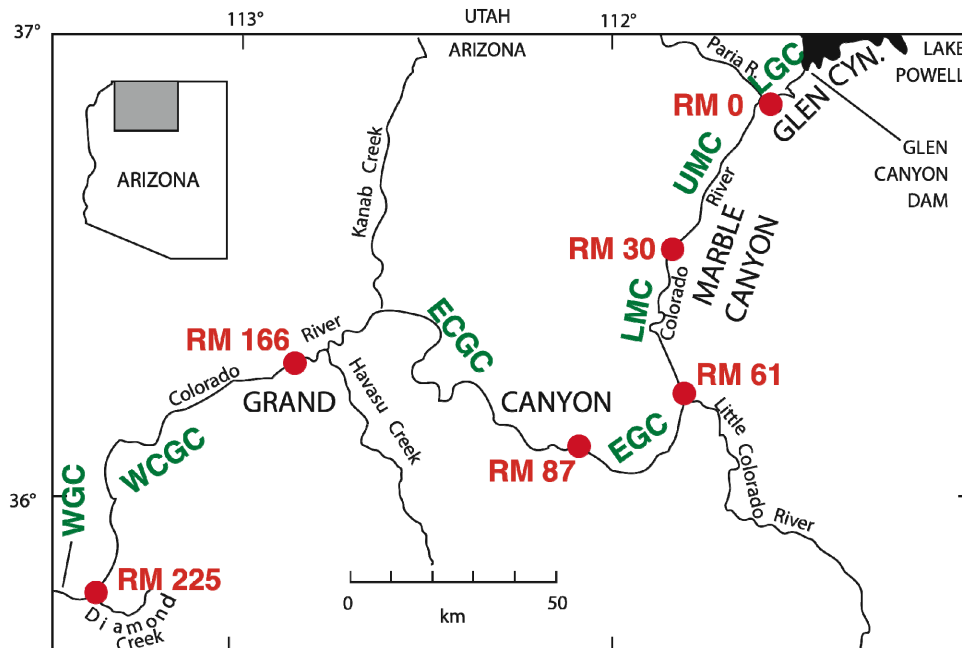 113°
UTAH
112°
37°
ARIZONA
Paria R.
LGC
GLEN CYN.
LAKE
POWELL
RM 0
GLEN
CANYON
DAM
ARIZONA
Kanab Creek
UMC
River
MARBLE
CANYON
RM 30
Colorado
LMC
RM 166
River
ECGC
RM 61
Colorado
GRAND
Havasu Creek
CANYON
EGC
Little Colorado River
RM 87
WCGC
WGC
36°
RM 225
Diamond
Creek
0
50
km